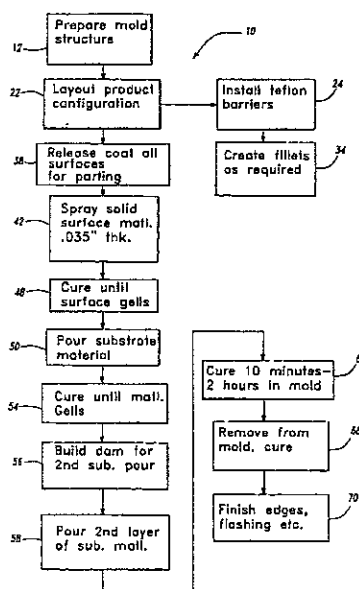 10
12
Prepare mold
structure
22
Layout product
configuration
24
Install teflon
barriers
38
Release coat all
surfaces
for parting
34
Create fillets
as required
42
Spray solid
surface matl.
.035" thk.
48
Cure until
surface gells
50
Pour substrate
material
54
Cure until matl.
Gells
56
Build dam for
2nd sub. pour
58
Pour 2nd layer
of sub. matl.
Cure 10 minutes-
2 hours in mold
68
Remove from
mold. cure
70
Finish edges,
flashing etc.